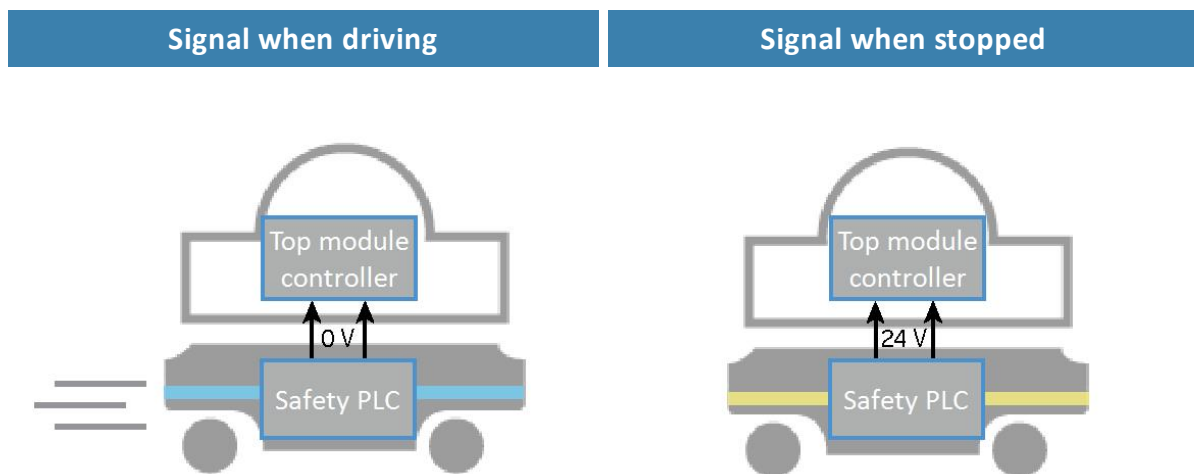 Signal when driving
Signal when stopped
Top module
controller
0 V
Safety PLC
Top module
controller
24 V
Safety PLC